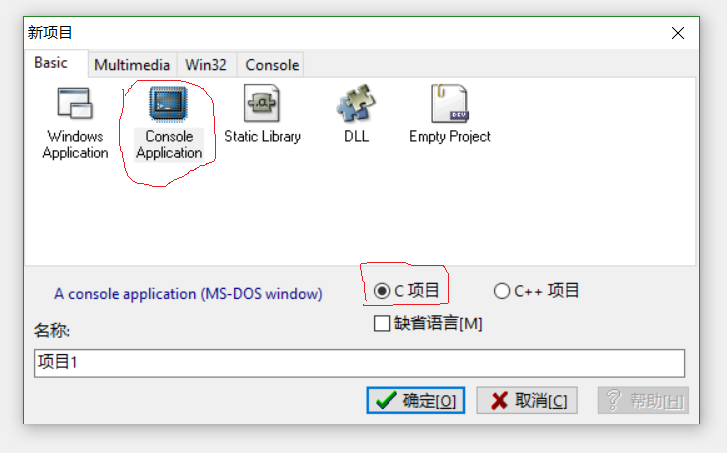 新项目
Basic Multimedia Win32 Console
Windows Application
Console Application
Static Library
DLL
Empty Project
DEV
A console application (MS-DOS window)
C 项目
C++ 项目
缺省语言[M]
名称:
项目1
确定[O]
取消[C]
帮助[H]